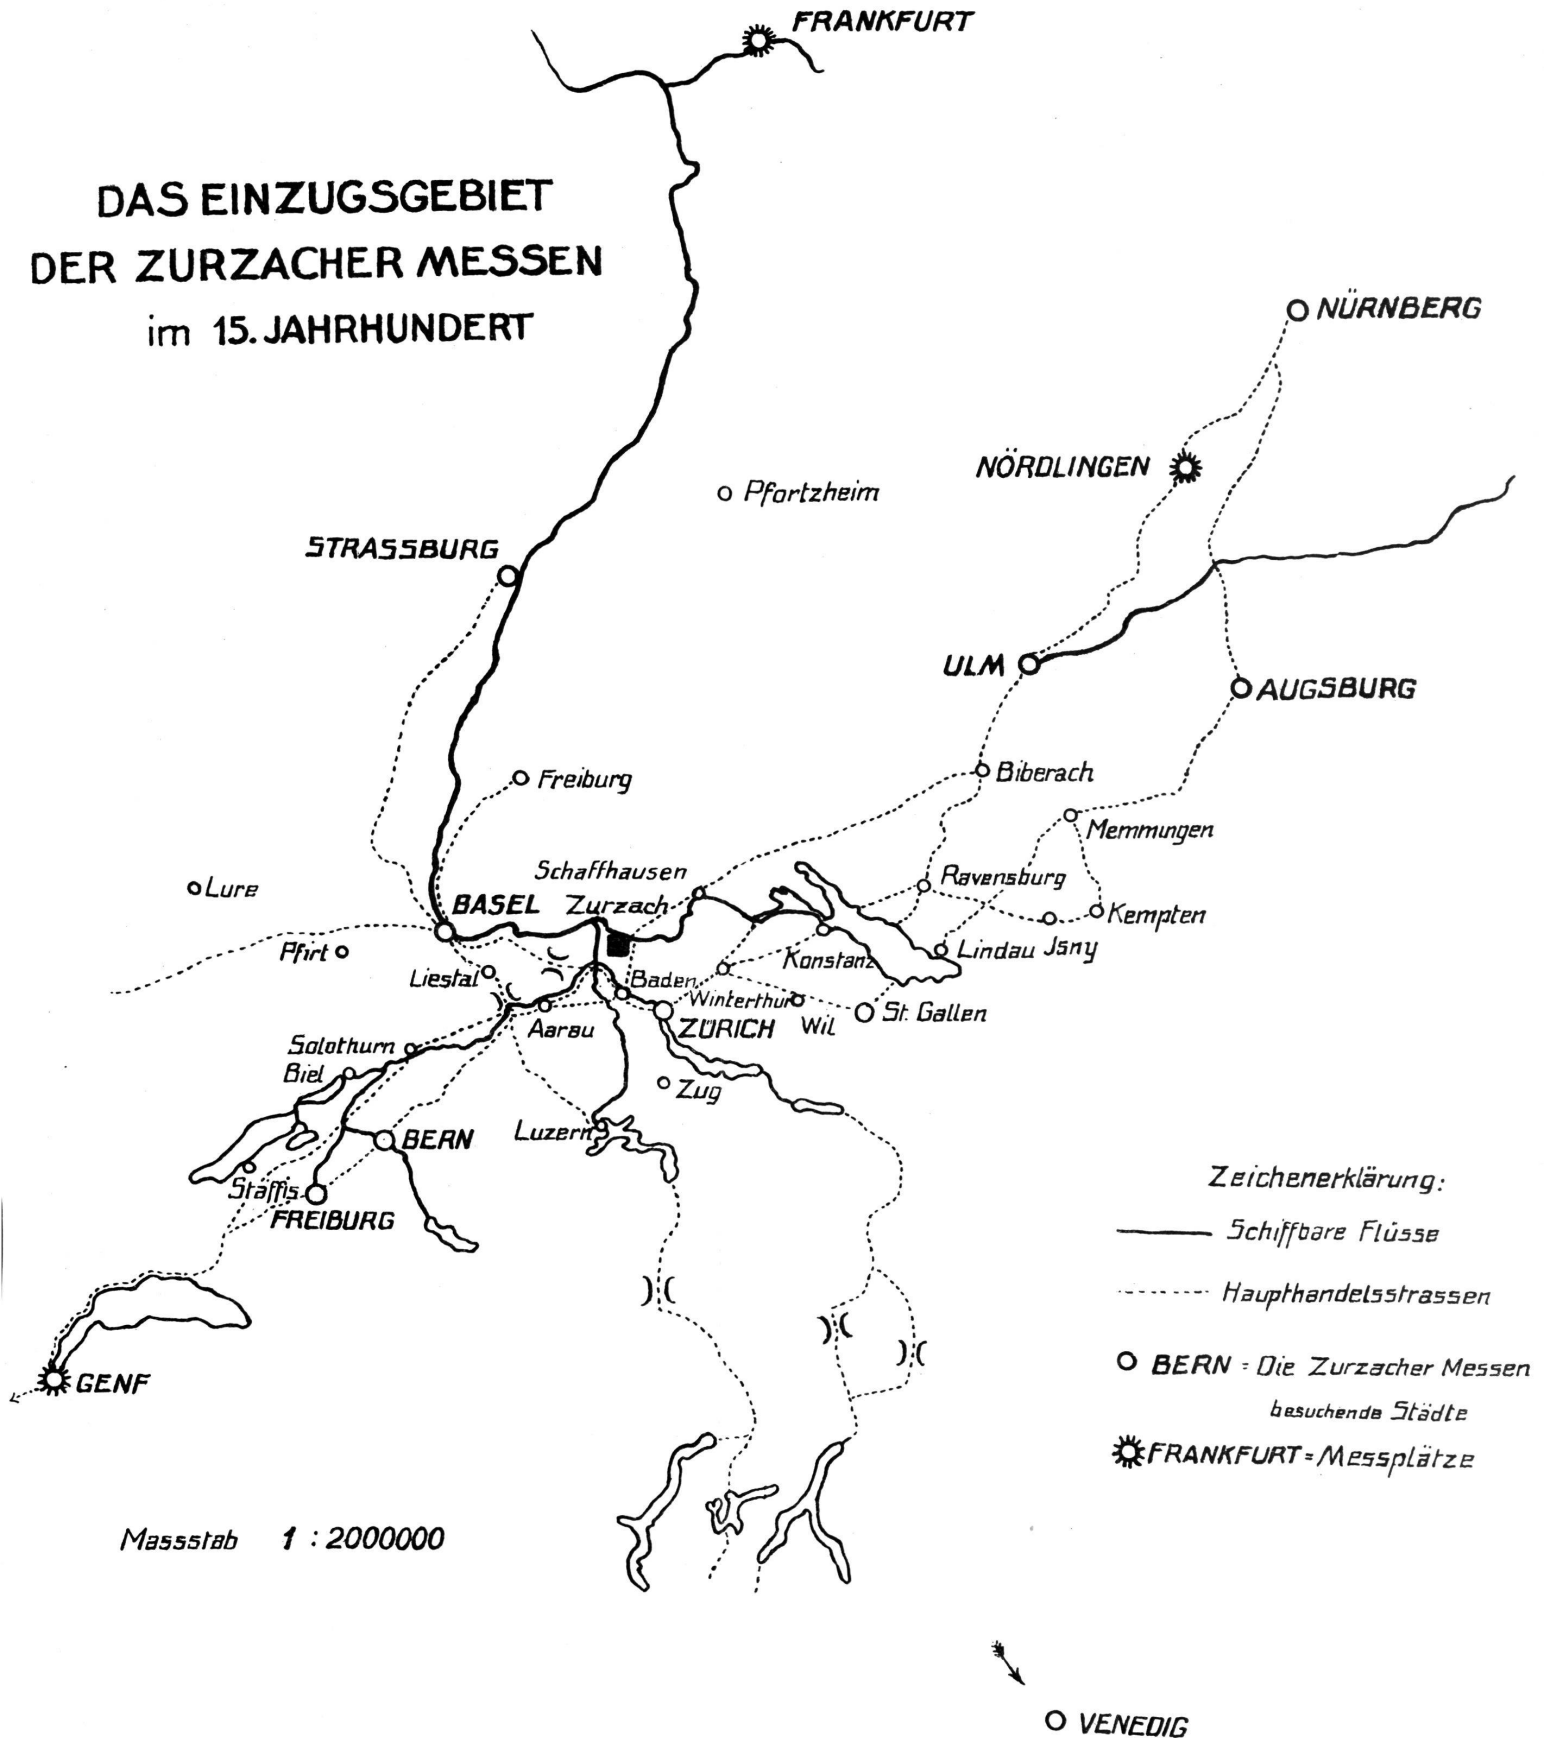 FRANKFURT
DAS EINZUGSGEBIET
DER ZURZACHER MESSEN
im 15. JAHRHUNDERT
NÜRNBERG
NÖRDLINGEN
Pfortzheim
STRASSBURG
ULM
AUGSBURG
Freiburg
Biberach
Memmungen
Schaffhausen
Ravensburg
Lure
BASEL
Zurzach
Kempten
Pfirt
Konstanz
Lindau
Jsny
Liestal
Baden
Winterthur
St. Gallen
Aarau
ZÜRICH
Wil
Solothurn
Biel
Zug
Luzern
BERN
Stäffis
FREIBURG
Zeichenerklärung:
Schiffbare Flüsse
Haupthandelsstrassen
BERN = Die Zurzacher Messen
besuchende Städte
FRANKFURT = Messplätze
GENF
Massstab 1 : 2000000
VENEDIG